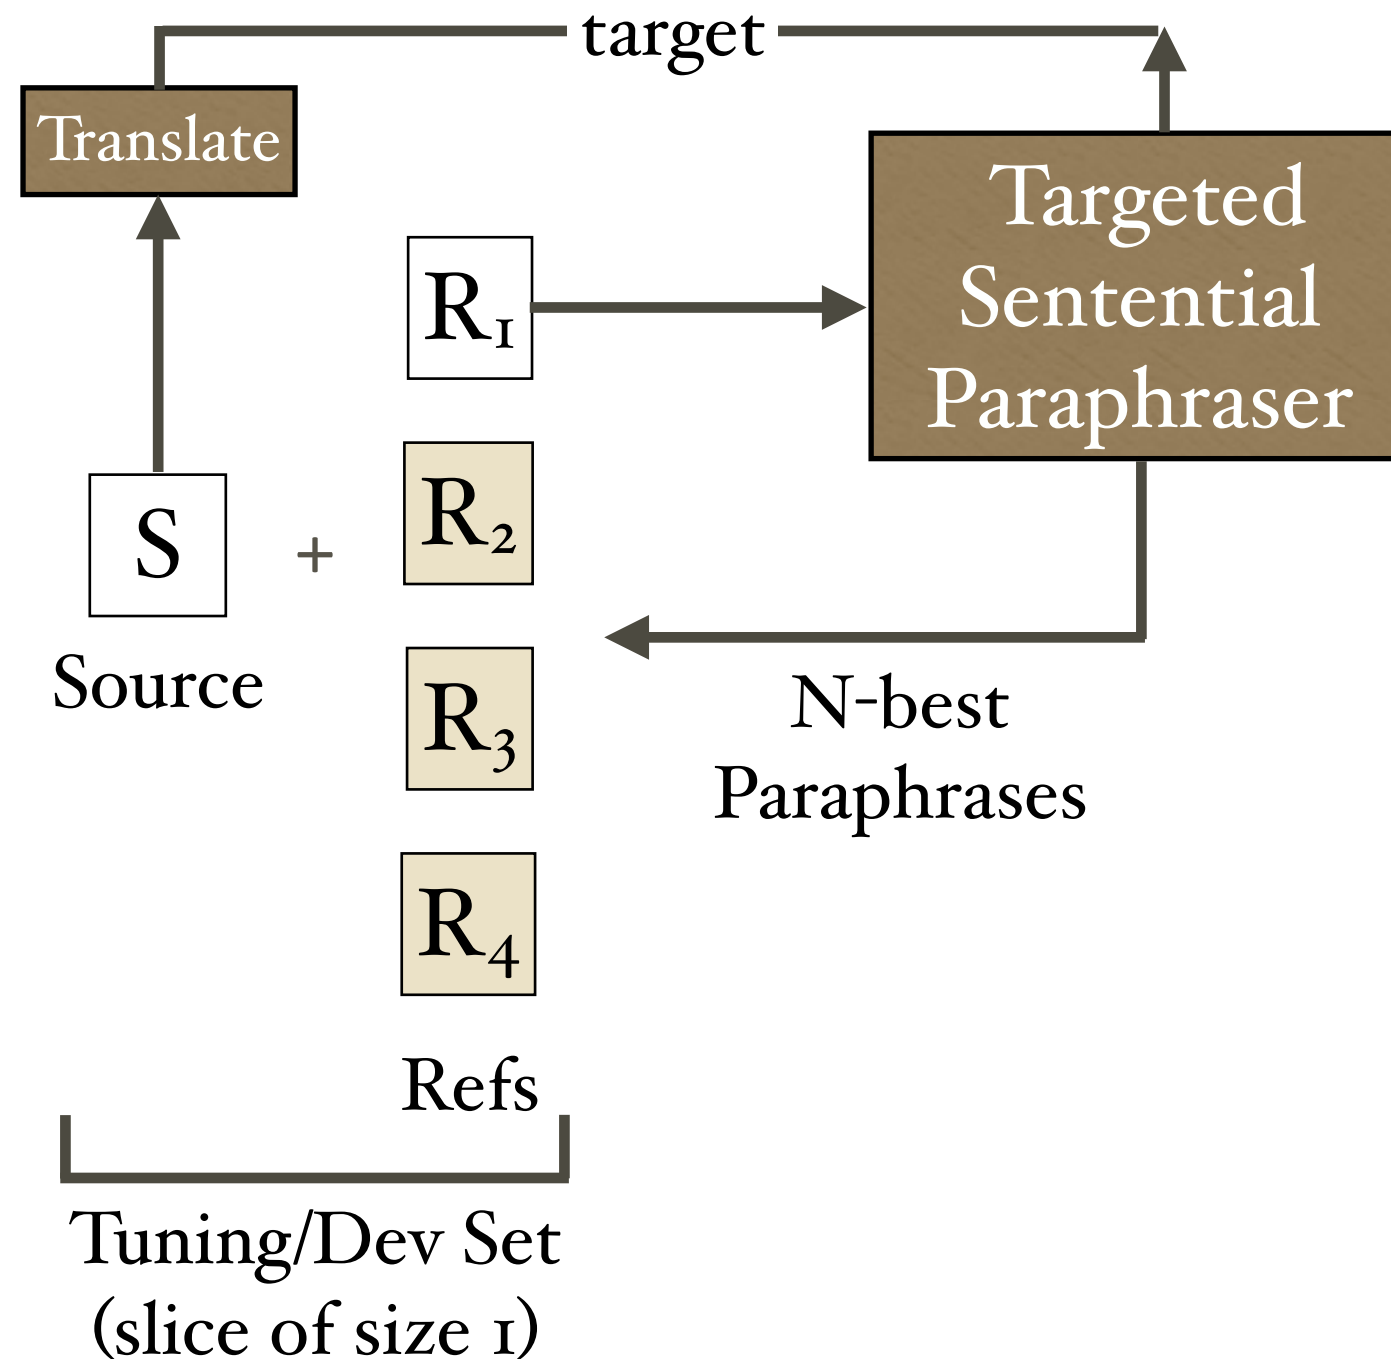 target
Translate
Targeted
Sentential
Paraphraser
R1
R2
S
+
Source
R3
N-best
Paraphrases
R4
Refs
Tuning/Dev Set
(slice of size 1)